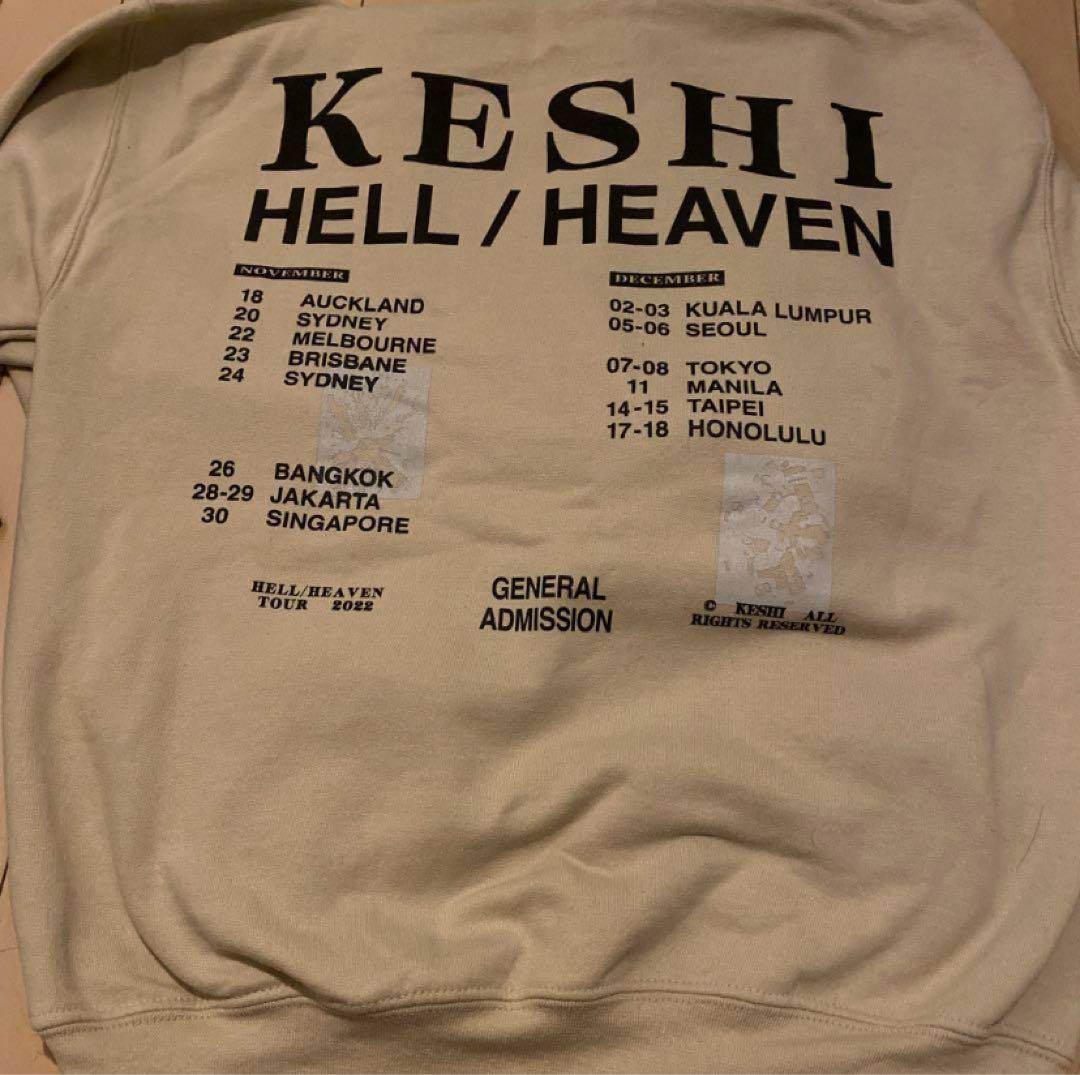 KESHI
HELL / HEAVEN
NOVEMBER
18 AUCKLAND
20 SYDNEY
22 MELBOURNE
23 BRISBANE
24 SYDNEY
26 BANGKOK
28-29 JAKARTA
30 SINGAPORE
DECEMBER
02-03 KUALA LUMPUR
05-06 SEOUL
07-08 TOKYO
11 MANILA
14-15 TAIPEI
17-18 HONOLULU
HELL/HEAVEN
TOUR 2022
GENERAL
ADMISSION
© KESHI ALL
RIGHTS RESERVED